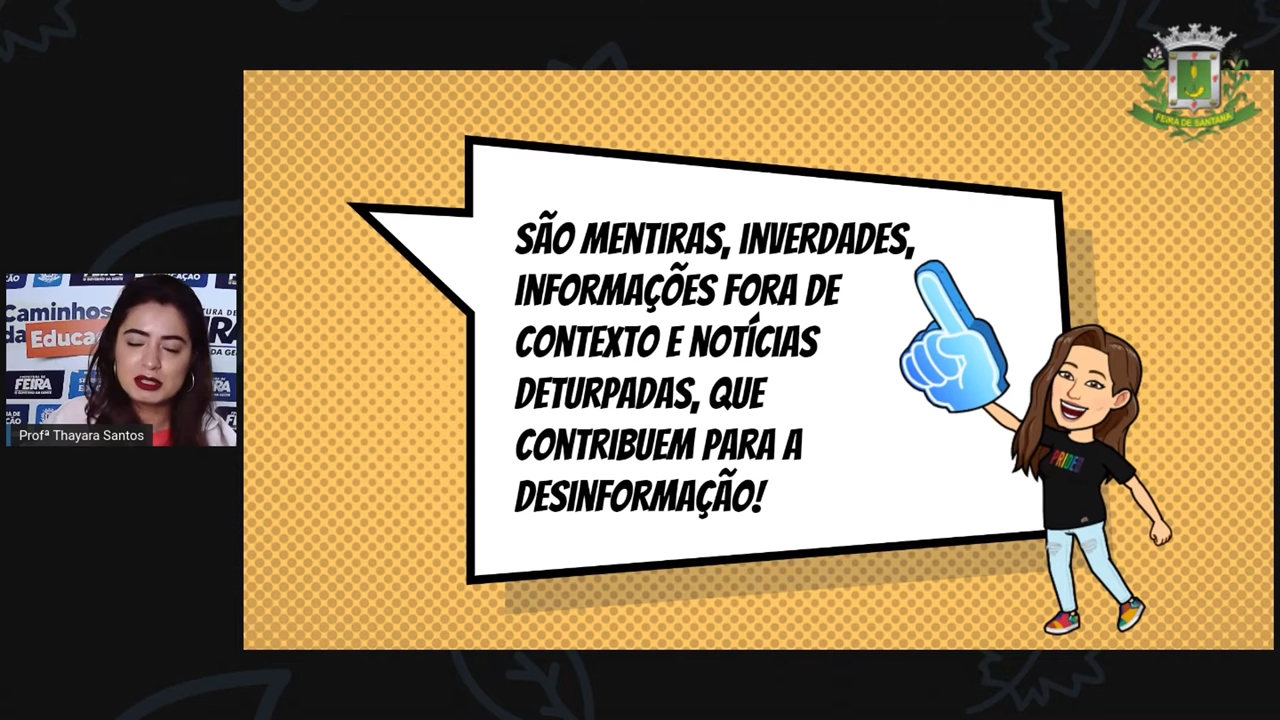 FEIRA DE SANTANA
SÃO MENTIRAS, INVERDADES,
INFORMAÇÕES FORA DE
CONTEXTO E NOTÍCIAS
DETURPADAS, QUE
CONTRIBUEM PARA A
DESINFORMAÇÃO!
PRIDE
Caminhos
da Educa
FEIRA
Profª Thayara Santos